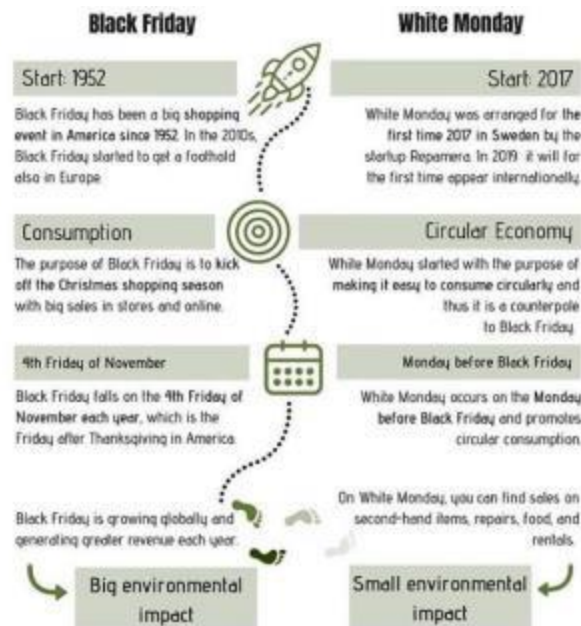 Black Friday
White Monday
Start: 1952
Start: 2017
Black Friday has been a big shopping
event in America since 1952. In the 2010s,
Black Friday started to get a foothold
also in Europe.
White Monday was arranged for the
first time 2017 in Sweden by the
startup Repamera. In 2019 it will for
the first time appear internationally.
Consumption
Circular Economy
The purpose of Black Friday is to kick
off the Christmas shopping season
with big sales in stores and online.
White Monday started with the purpose of
making it easy to consume circularly and
thus it is a counterpole
to Black Friday.
4th Friday of November
Monday before Black Friday
Black Friday falls on the 4th Friday of
November each year, which is the
Friday after Thanksgiving in America.
White Monday occurs on the Monday
before Black Friday and promotes
circular consumption.
Black Friday is growing globally and
generating greater revenue each year.
On White Monday, you can find sales on
second-hand items, repairs, food, and
rentals.
Big environmental
impact
Small environmental
impact